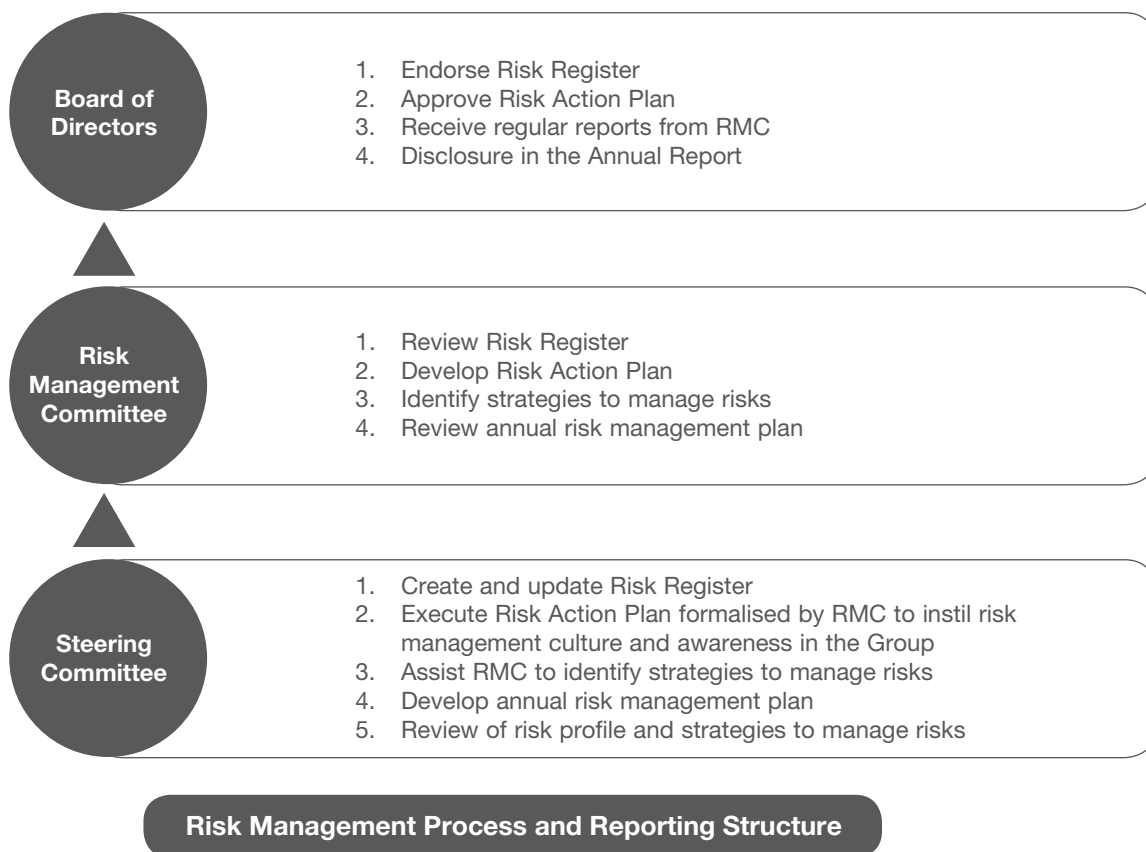 Board of
Directors
1. Endorse Risk Register
2. Approve Risk Action Plan
3. Receive regular reports from RMC
4. Disclosure in the Annual Report
Risk
Management
Committee
1. Review Risk Register
2. Develop Risk Action Plan
3. Identify strategies to manage risks
4. Review annual risk management plan
Steering
Committee
1. Create and update Risk Register
2. Execute Risk Action Plan formalised by RMC to instil risk
management culture and awareness in the Group
3. Assist RMC to identify strategies to manage risks
4. Develop annual risk management plan
5. Review of risk profile and strategies to manage risks
Risk Management Process and Reporting Structure